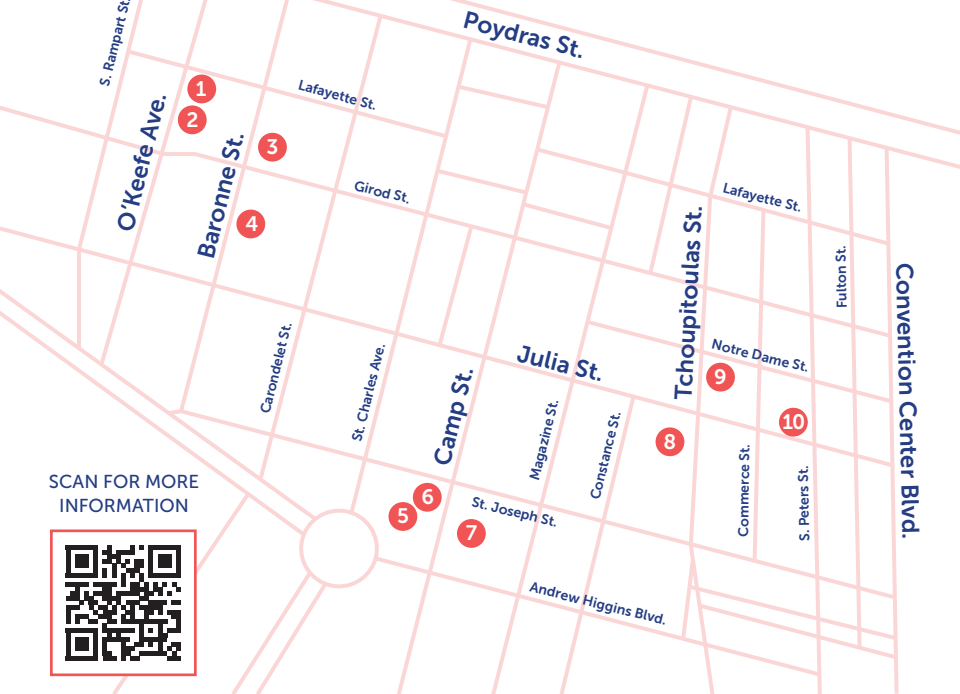 Poydras St.
S. Rampart St.
1
Lafayette St.
2
O'Keefe Ave.
3
Baronne St.
Girod St.
Lafayette St.
4
Tchoupitoulas St.
Fulton St.
Convention Center Blvd.
Carondelet St.
St. Charles Ave.
Camp St.
Julia St.
Notre Dame St.
9
Magazine St.
Constance St.
8
10
Commerce St.
S. Peters St.
SCAN FOR MORE
INFORMATION
6
5
7
St. Joseph St.
Andrew Higgins Blvd.